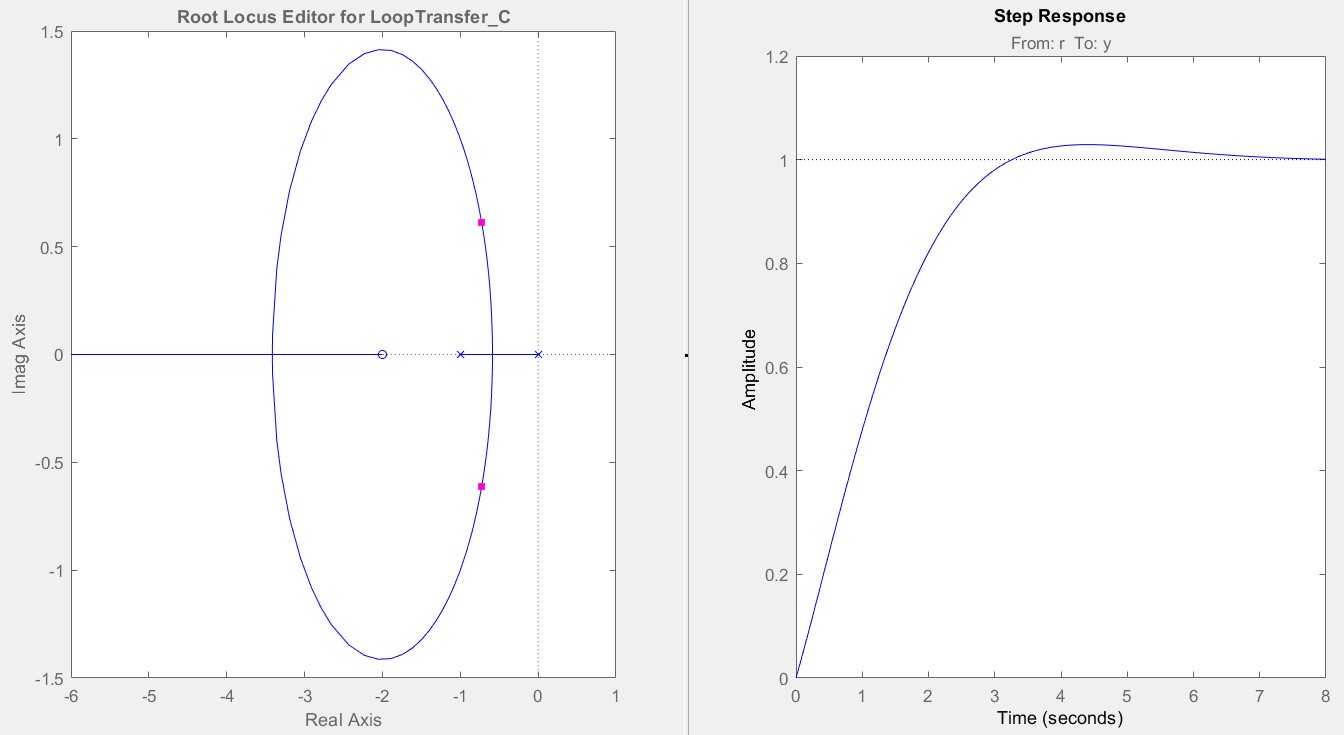 Root Locus Editor for LoopTransfer_C
1.5
1
0.5
0
-0.5
-1
-1.5
Imag Axis
-6 -5 -4 -3 -2 -1 0 1
Real Axis
Step Response
From: r To: y
1.2
1
0.8
0.6
0.4
0.2
0
Amplitude
0 1 2 3 4 5 6 7 8
Time (seconds)